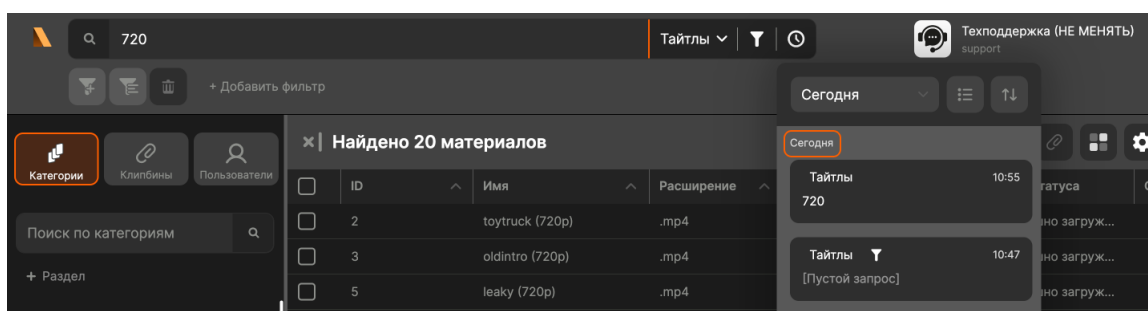 720
Тайтлы
Техподдержка (НЕ МЕНЯТЬ)
support
+ Добавить фильтр
Сегодня
Категории
Клипбины
Пользователи
Найдено 20 материалов
Сегодня
ID
Имя
Расширение
Тайтлы 10:55
720
Поиск по категориям
2 toytruck (720p) .mp4
3 oldintro (720p) .mp4
Тайтлы 10:47
[Пустой запрос]
+ Раздел
5 leaky (720p) .mp4